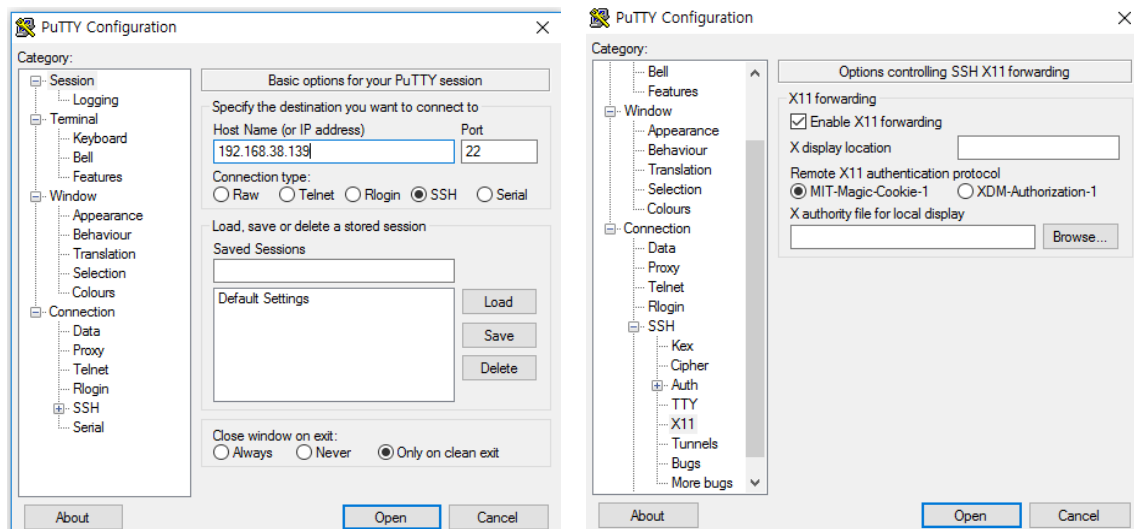 PuTTY Configuration
Category:
Session
Logging
Terminal
Keyboard
Bell
Features
Window
Appearance
Behaviour
Translation
Selection
Colours
Connection
Data
Proxy
Telnet
Rlogin
SSH
Serial
Basic options for your PuTTY session
Specify the destination you want to connect to
Host Name (or IP address) Port
192.168.38.139 22
Connection type:
Raw Telnet Rlogin SSH Serial
Load, save or delete a stored session
Saved Sessions
Default Settings
Load
Save
Delete
Close window on exit:
Always Never Only on clean exit
About Open Cancel
PuTTY Configuration
Category:
Bell
Features
Window
Appearance
Behaviour
Translation
Selection
Colours
Connection
Data
Proxy
Telnet
Rlogin
SSH
Kex
Cipher
Auth
TTY
X11
Tunnels
Bugs
More bugs
Options controlling SSH X11 forwarding
X11 forwarding
Enable X11 forwarding
X display location
Remote X11 authentication protocol
MIT-Magic-Cookie-1 XDM-Authorization-1
X authority file for local display
Browse...
About Open Cancel